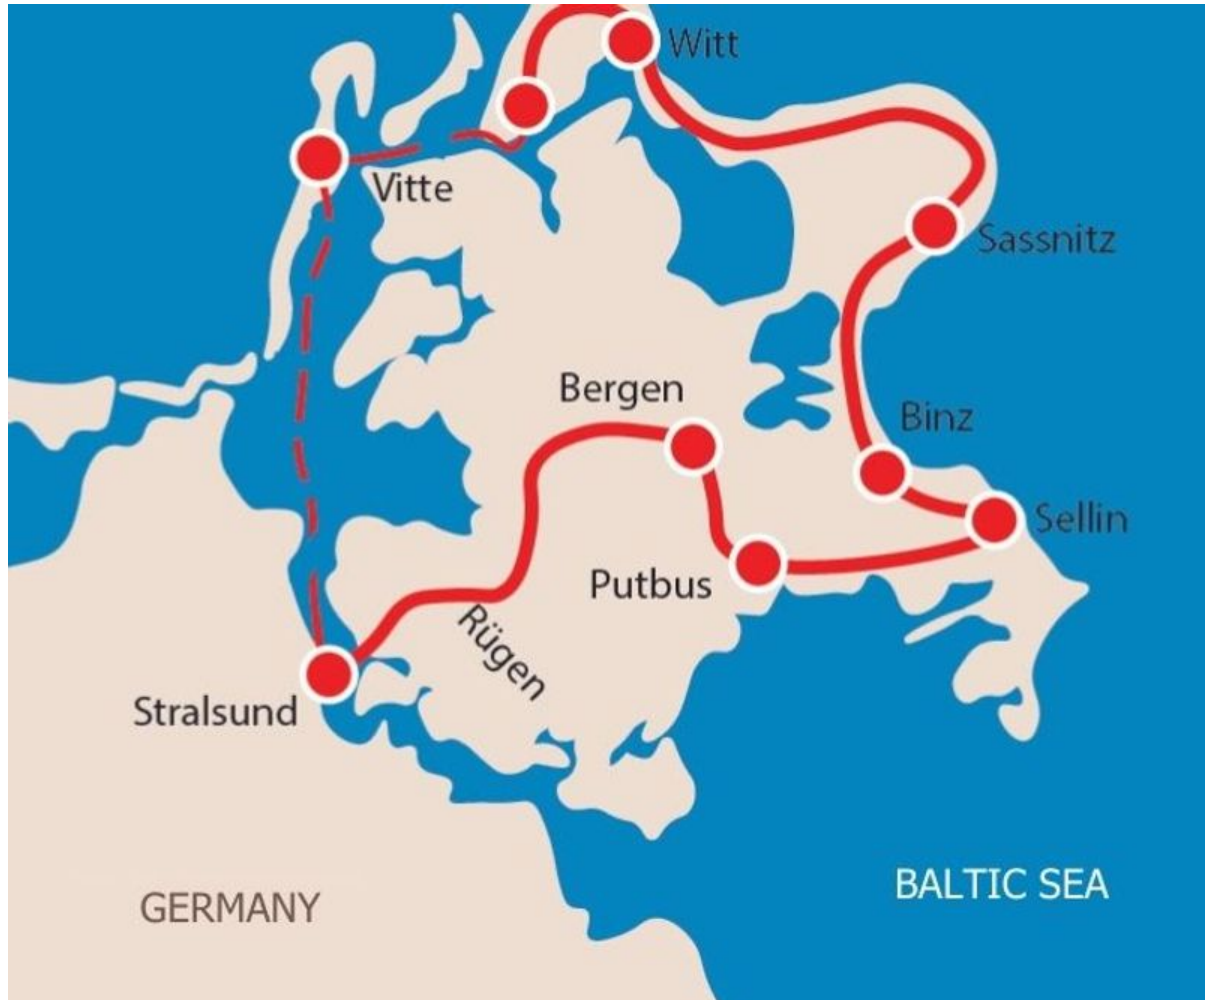 Witt
Vitte
Sassnitz
Bergen
Binz
Sellin
Putbus
Rügen
Stralsund
BALTIC SEA
GERMANY